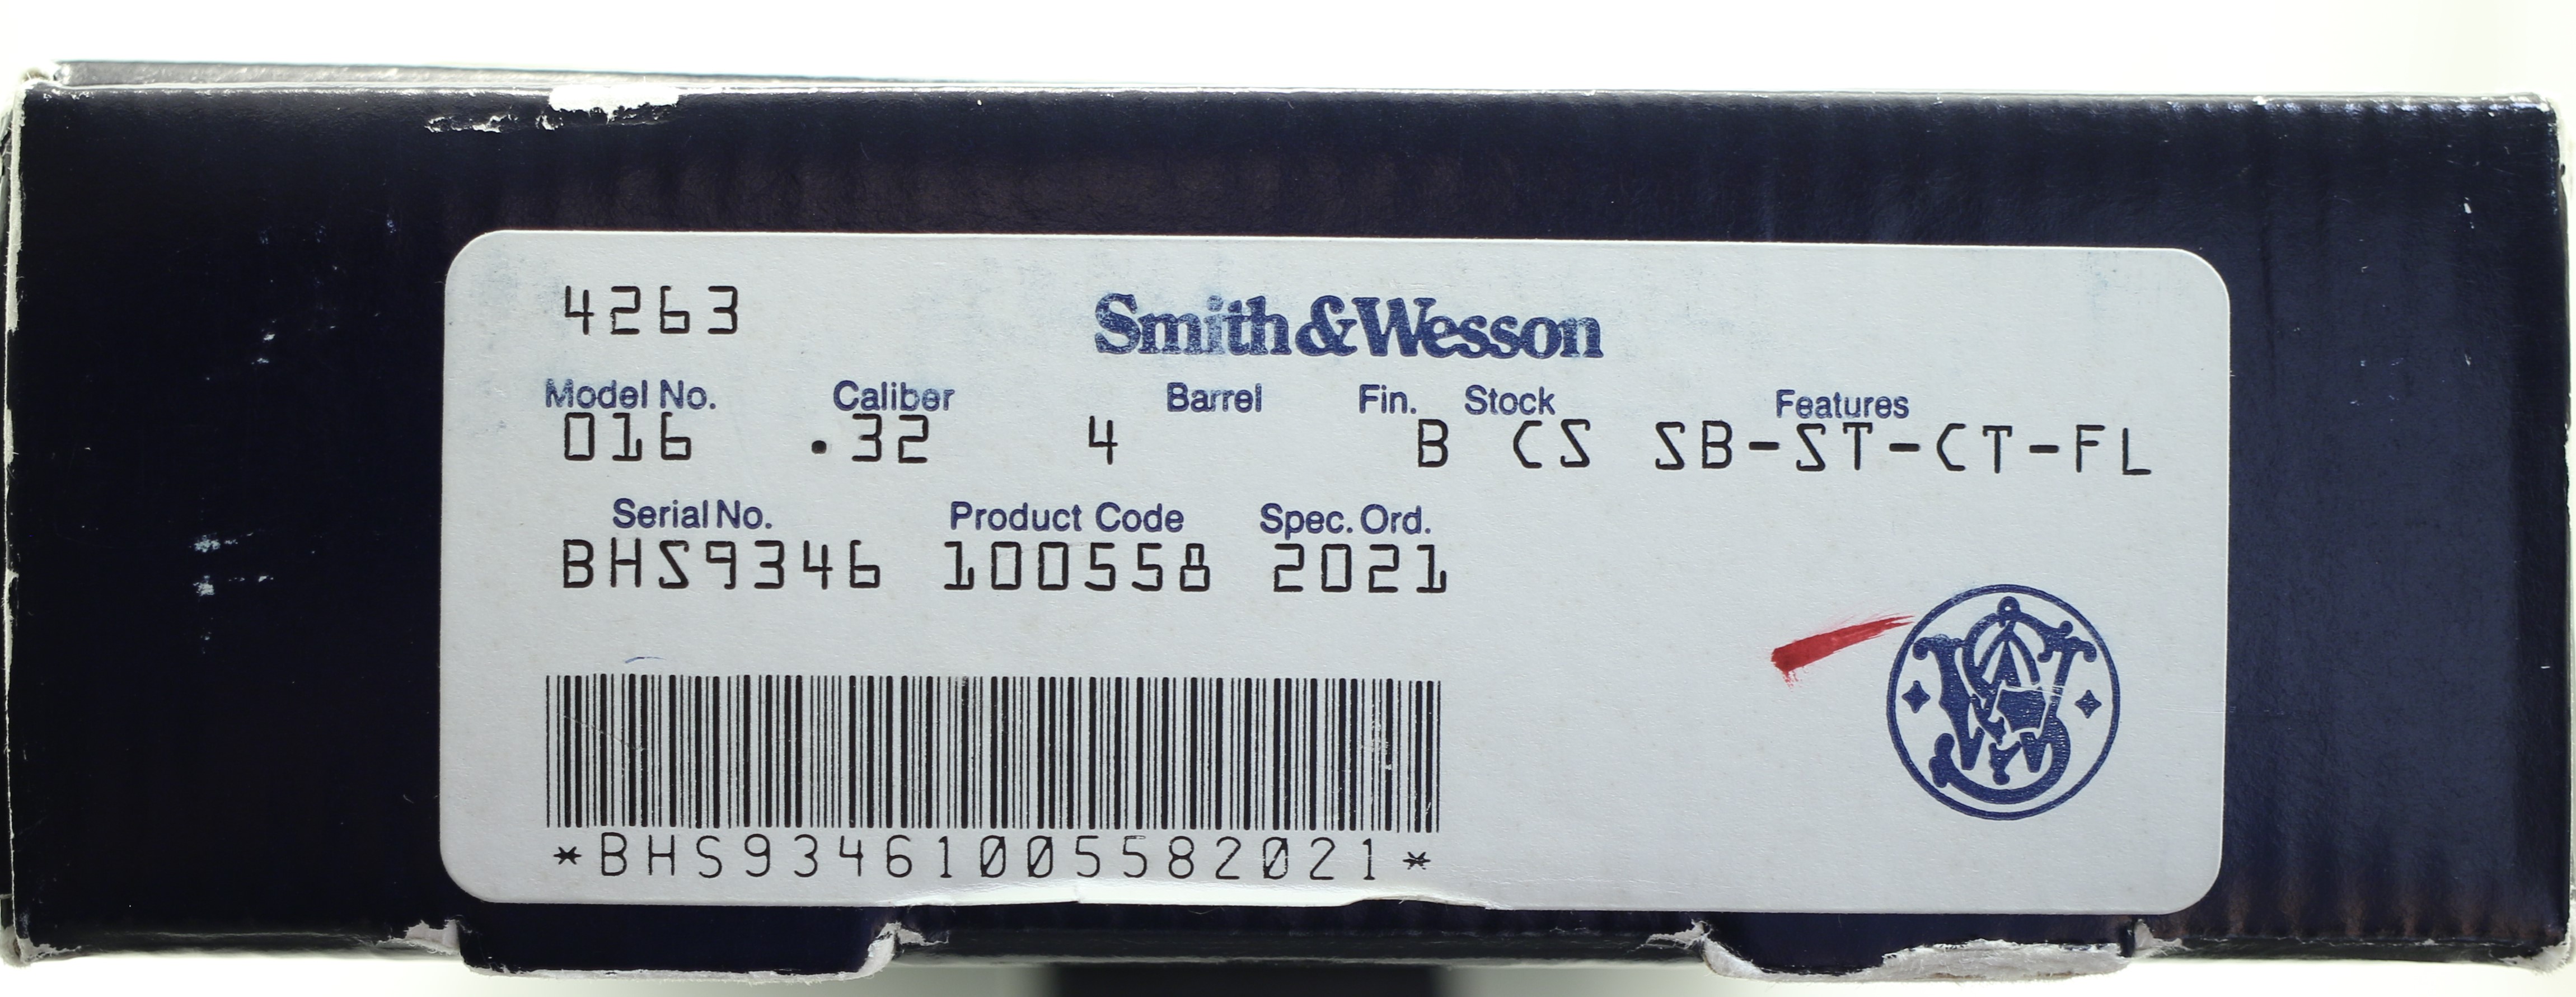 4263
Smith&Wesson
Model No. Caliber Barrel Fin. Stock Features
016 .32 4 B CS SB-ST-CT-FL
Serial No. Product Code Spec. Ord.
BHS9346 100558 2021
*BHS93461005582021*